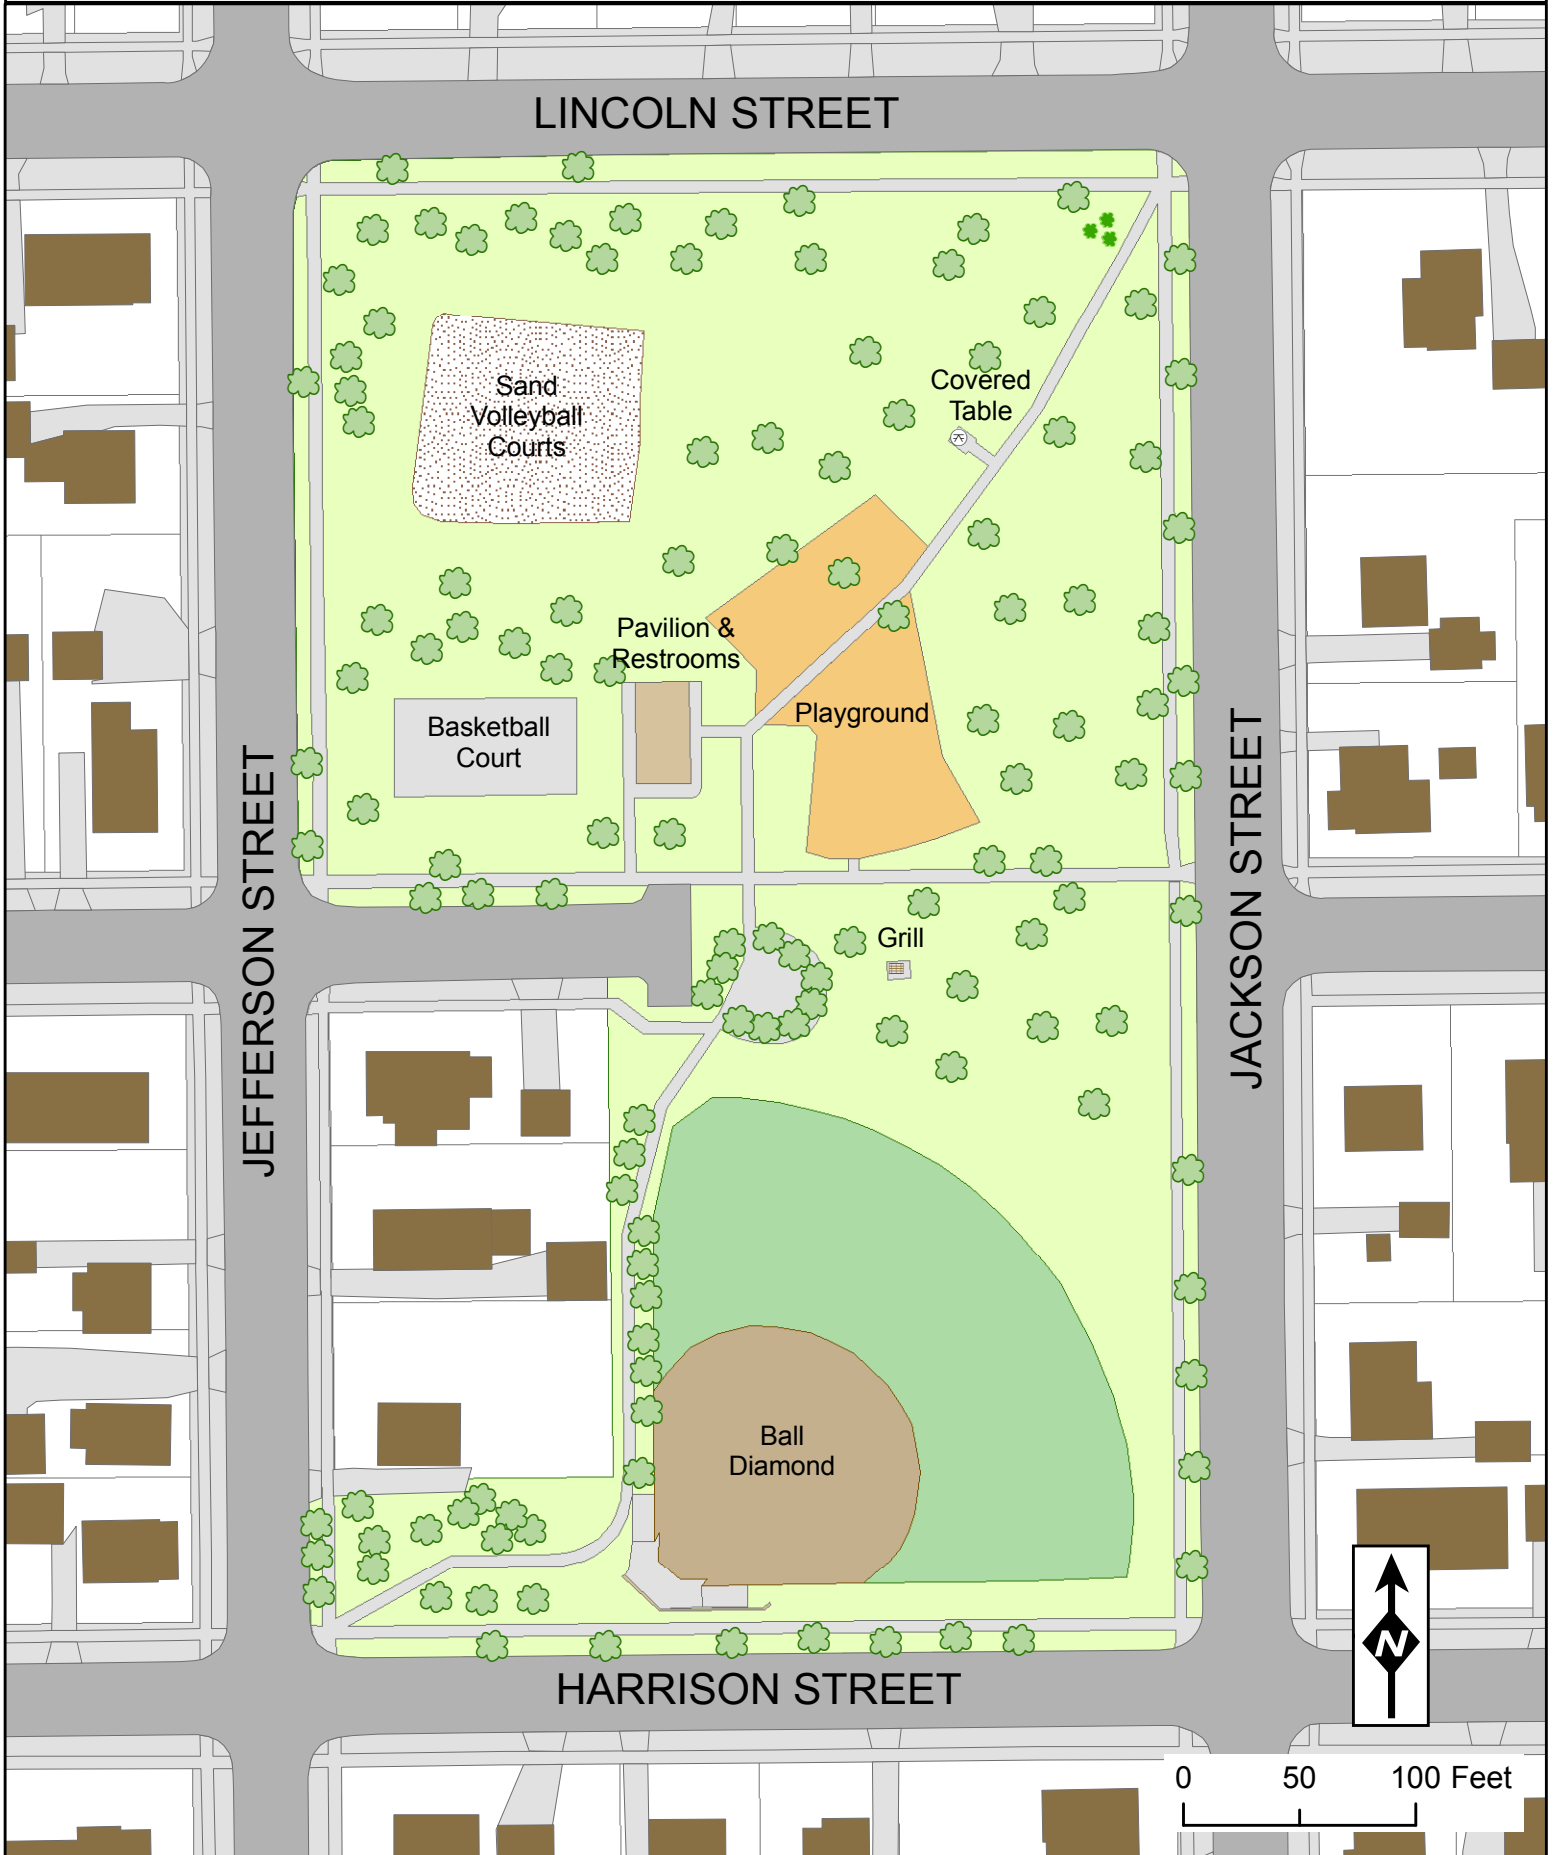 LINCOLN STREET
Covered
Table
Sand
Volleyball
Courts
Pavilion &
Restrooms
Playground
Basketball
Court
JEFFERSON STREET
JACKSON STREET
Grill
Ball
Diamond
N
HARRISON STREET
0 50 100 Feet